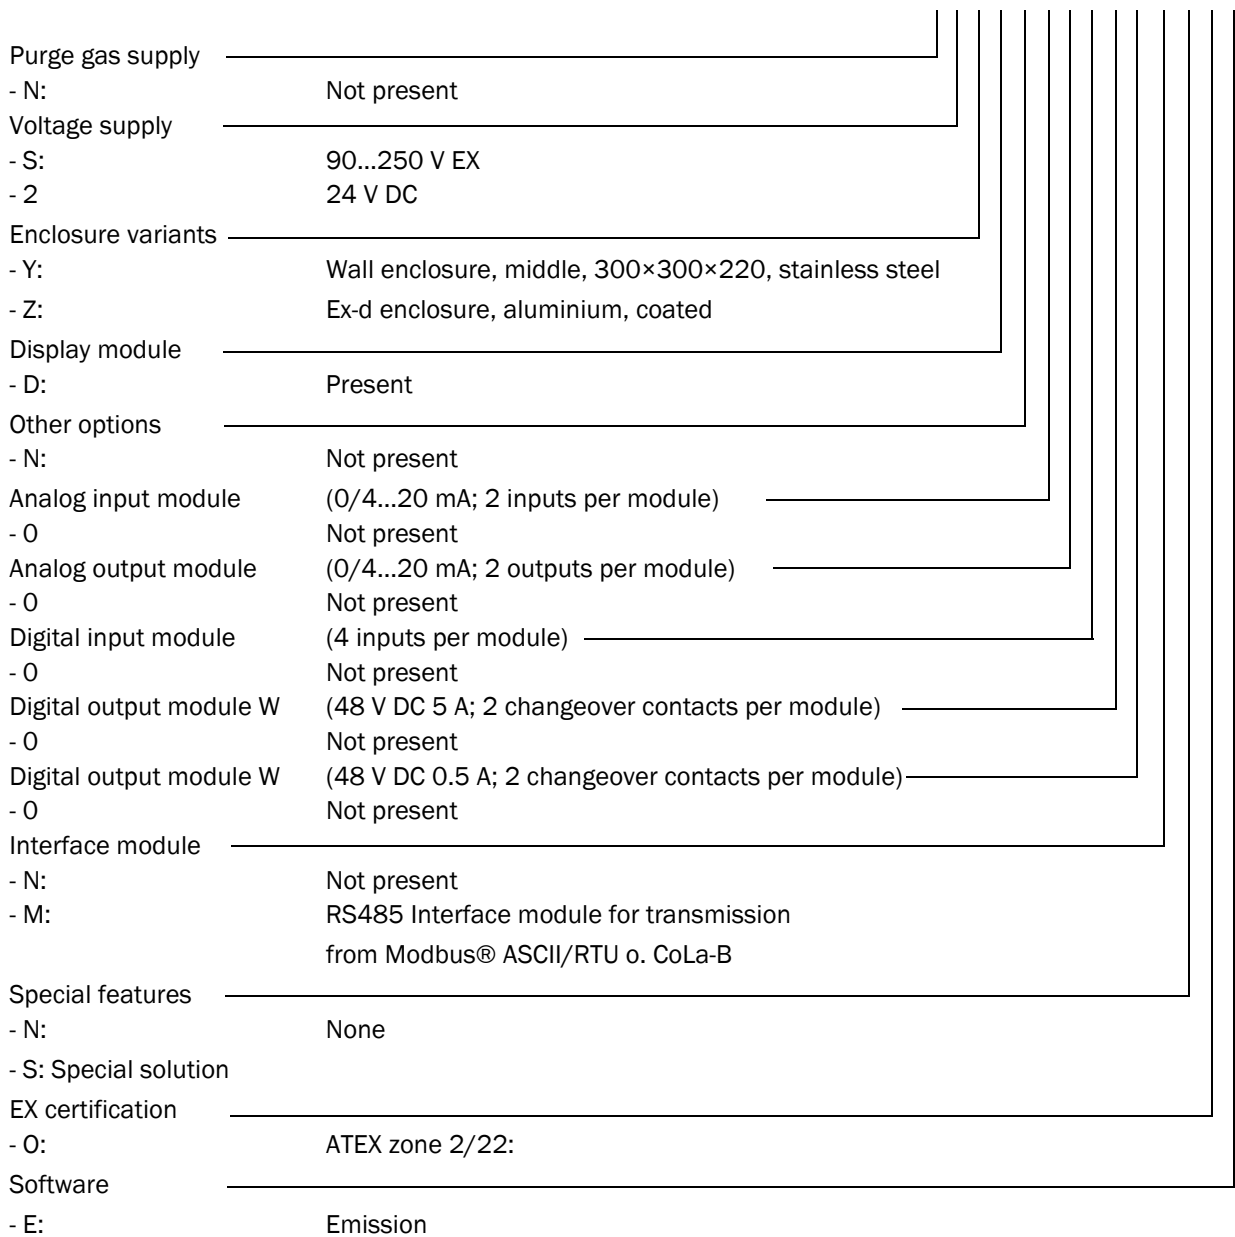 Purge gas supply
- N: Not present
Voltage supply
- S: 90...250 V EX
- 2 24 V DC
Enclosure variants
- Y: Wall enclosure, middle, 300×300×220, stainless steel
- Z: Ex-d enclosure, aluminium, coated
Display module
- D: Present
Other options
- N: Not present
Analog input module (0/4...20 mA; 2 inputs per module)
- 0 Not present
Analog output module (0/4...20 mA; 2 outputs per module)
- 0 Not present
Digital input module (4 inputs per module)
- 0 Not present
Digital output module W (48 V DC 5 A; 2 changeover contacts per module)
- 0 Not present
Digital output module W (48 V DC 0.5 A; 2 changeover contacts per module)
- 0 Not present
Interface module
- N: Not present
- M: RS485 Interface module for transmission
from Modbus® ASCII/RTU o. CoLa-B
Special features
- N: None
- S: Special solution
EX certification
- O: ATEX zone 2/22:
Software
- E: Emission